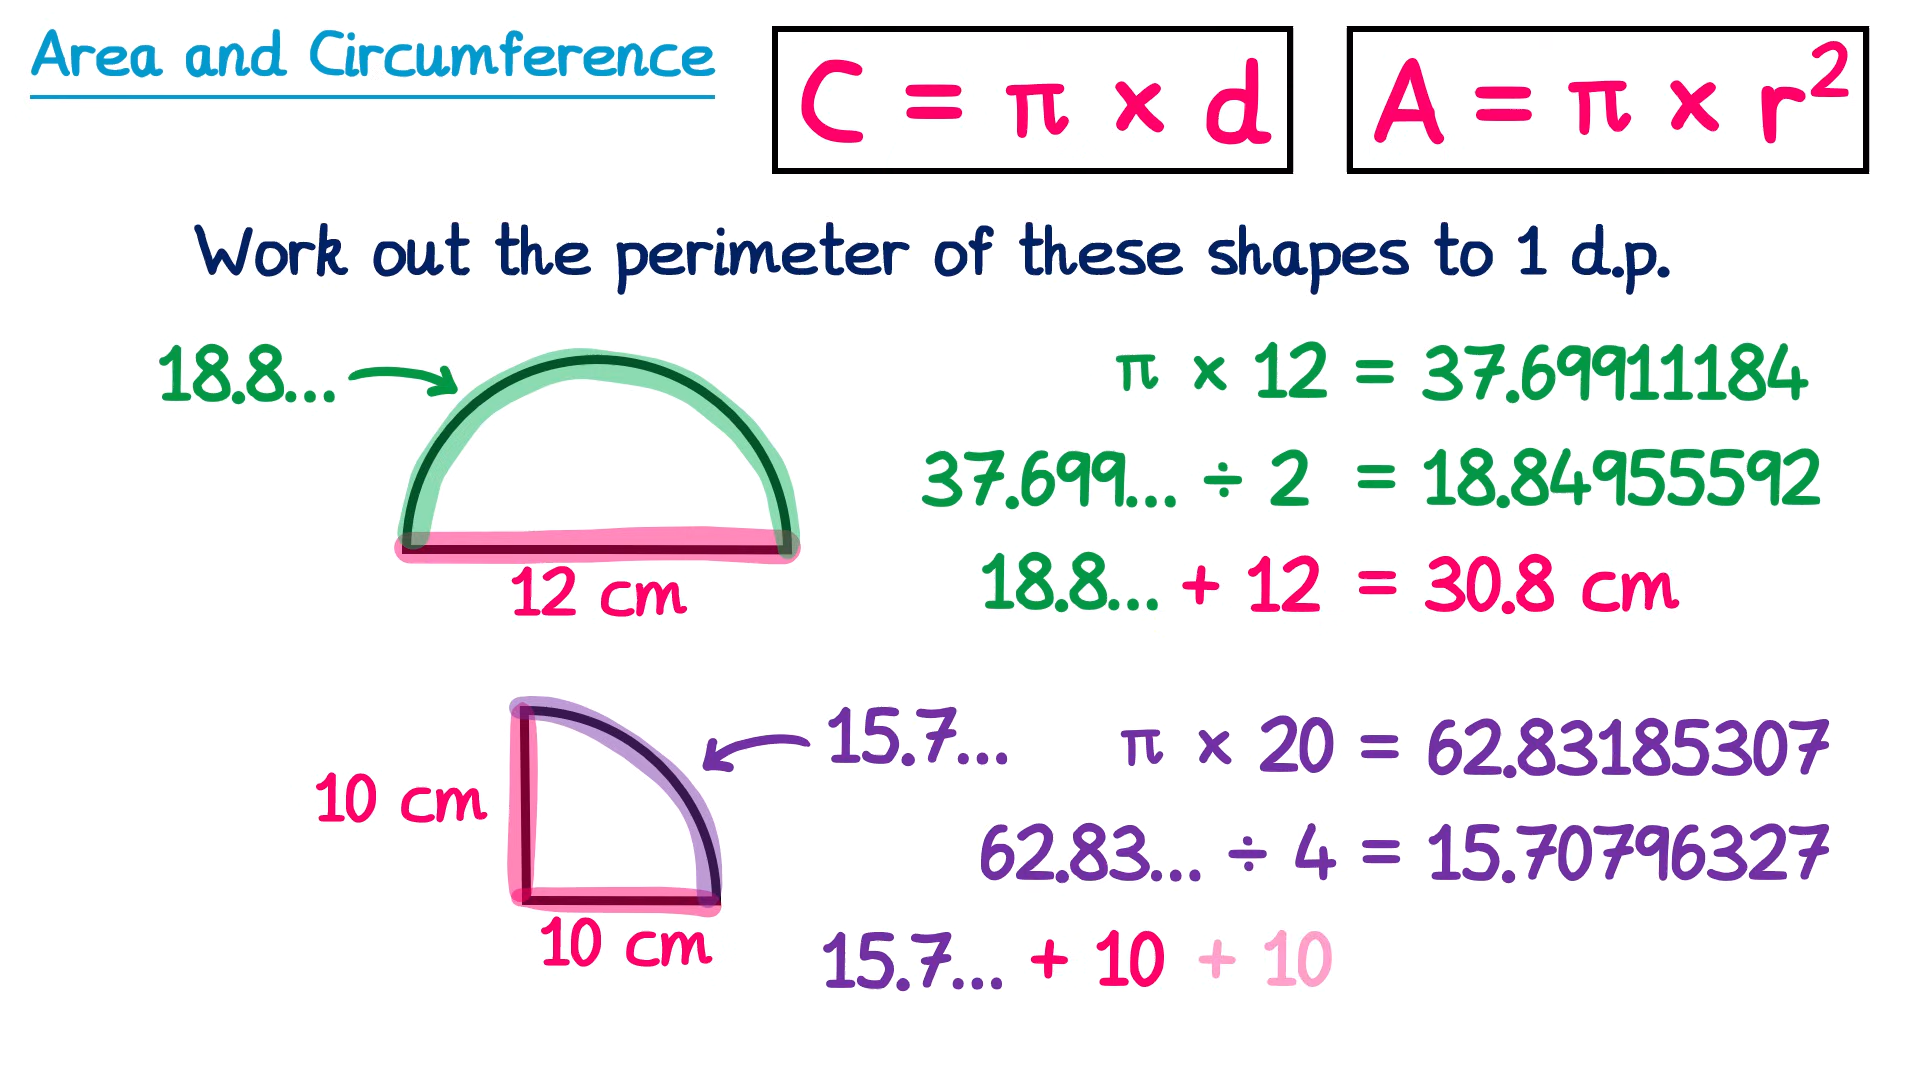 Area and Circumference
C = π × d
A = π × r²
Work out the perimeter of these shapes to 1 d.p.
18.8...
12 cm
π × 12 = 37.69911184
37.699... ÷ 2 = 18.84955592
18.8... + 12 = 30.8 cm
10 cm
10 cm
15.7...
π × 20 = 62.83185307
62.83... ÷ 4 = 15.70796327
15.7... + 10 + 10